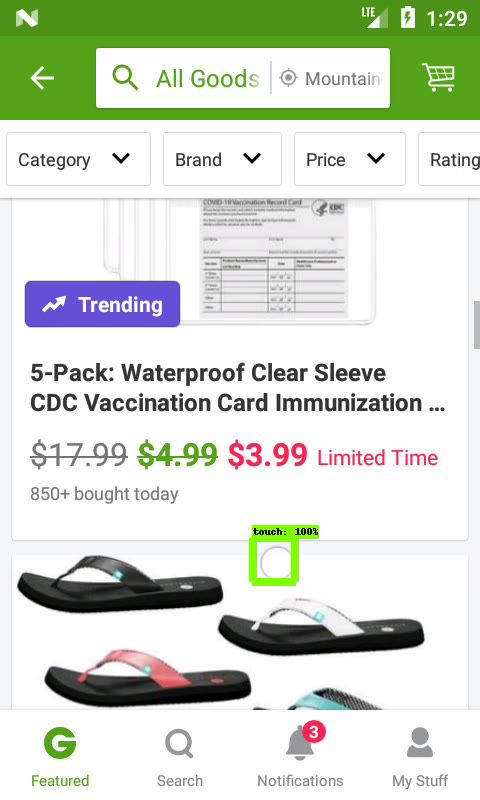 LTE 1:29
All Goods Mountain
Category Brand Price Rating
COVID-19 Vaccination Record Card
CDC
Trending
5-Pack: Waterproof Clear Sleeve
CDC Vaccination Card Immunization ...
$17.99 $4.99 $3.99 Limited Time
850+ bought today
touch: 100%
3
Featured Search Notifications My Stuff